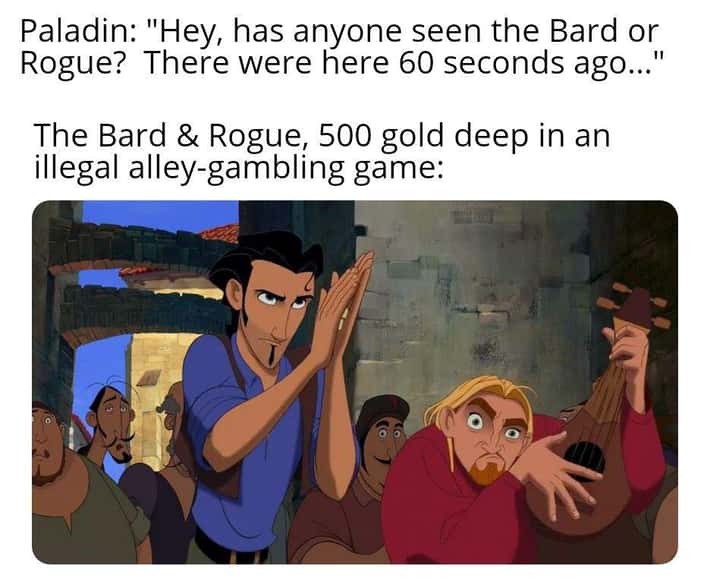 Paladin: "Hey, has anyone seen the Bard or
Rogue?  There were here 60 seconds ago..."
The Bard & Rogue, 500 gold deep in an
illegal alley-gambling game: